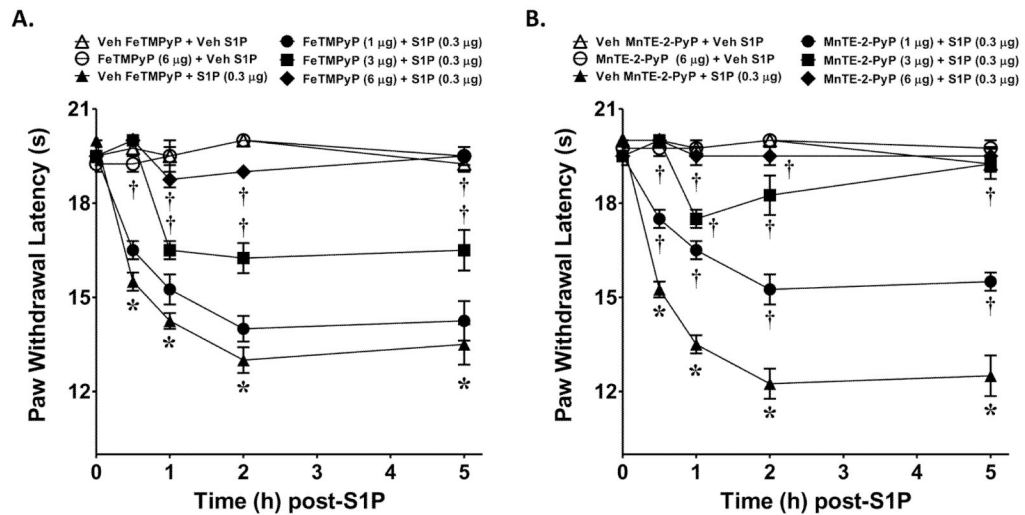 A.
Veh FeTMPyP + Veh S1P
FeTMPyP (6 µg) + Veh S1P
Veh FeTMPyP + S1P (0.3 µg)
FeTMPyP (1 µg) + S1P (0.3 µg)
FeTMPyP (3 µg) + S1P (0.3 µg)
FeTMPyP (6 µg) + S1P (0.3 µg)
Paw Withdrawal Latency (s)
21
18
15
12
† † † † † † †
* * * *
0 1 2 3 4 5
Time (h) post-S1P
B.
Veh MnTE-2-PyP + Veh S1P
MnTE-2-PyP (6 µg) + Veh S1P
Veh MnTE-2-PyP + S1P (0.3 µg)
MnTE-2-PyP (1 µg) + S1P (0.3 µg)
MnTE-2-PyP (3 µg) + S1P (0.3 µg)
MnTE-2-PyP (6 µg) + S1P (0.3 µg)
Paw Withdrawal Latency (s)
21
18
15
12
† † † † † † † † † †
* * * *
0 1 2 3 4 5
Time (h) post-S1P